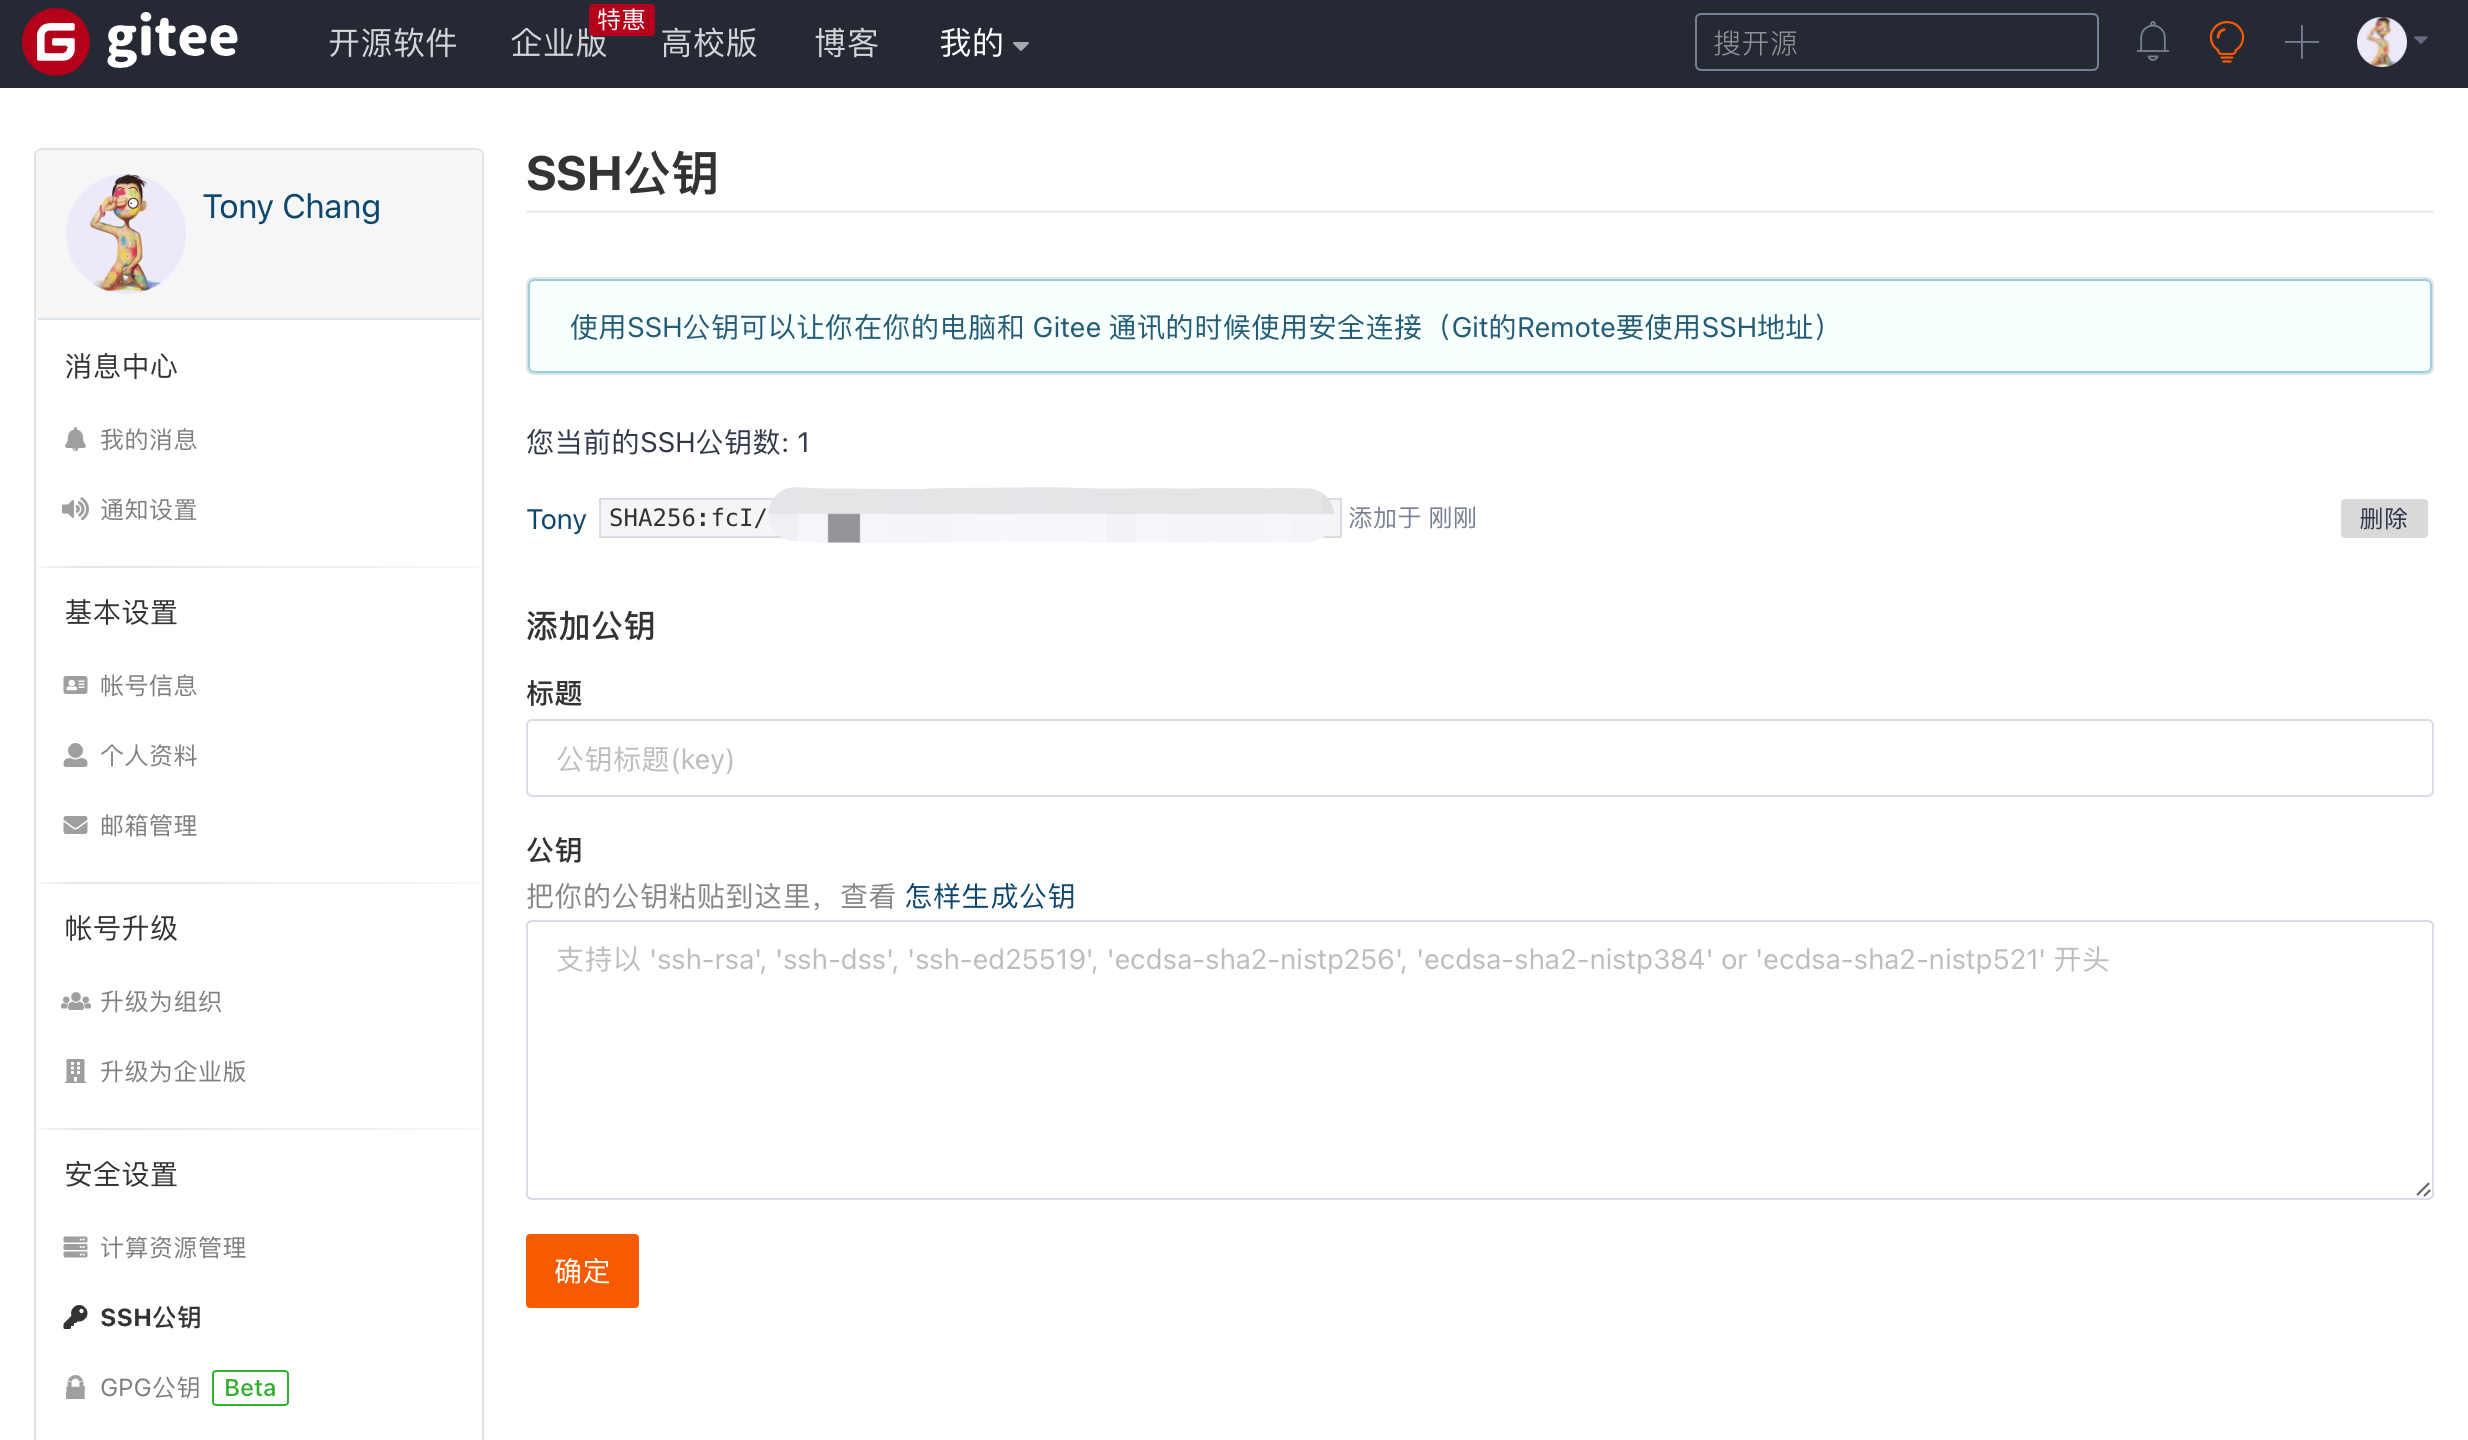 gitee
开源软件 企业版 特惠 高校版 博客 我的
搜开源
Tony Chang
消息中心
我的消息
通知设置
基本设置
帐号信息
个人资料
邮箱管理
帐号升级
升级为组织
升级为企业版
安全设置
计算资源管理
SSH公钥
GPG公钥 Beta
SSH公钥
使用SSH公钥可以让你在你的电脑和 Gitee 通讯的时候使用安全连接（Git的Remote要使用SSH地址）
您当前的SSH公钥数: 1
Tony SHA256:fcI/ 添加于 刚刚 删除
添加公钥
标题
公钥标题(key)
公钥
把你的公钥粘贴到这里，查看 怎样生成公钥
支持以 'ssh-rsa', 'ssh-dss', 'ssh-ed25519', 'ecdsa-sha2-nistp256', 'ecdsa-sha2-nistp384' or 'ecdsa-sha2-nistp521' 开头
确定